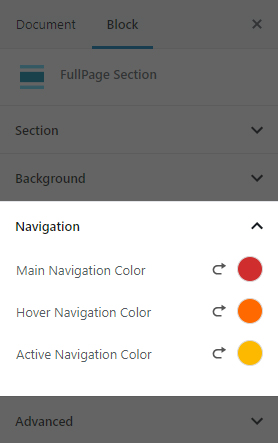 Document Block
FullPage Section
Section
Background
Navigation
Main Navigation Color
Hover Navigation Color
Active Navigation Color
Advanced